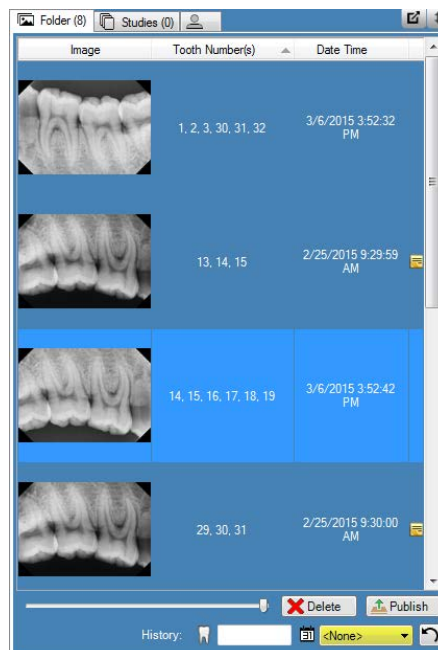 Folder (8) Studies (0)
Image Tooth Number(s) Date Time
1, 2, 3, 30, 31, 32 3/6/2015 3:52:32
PM
13, 14, 15 2/25/2015 9:29:59
AM
14, 15, 16, 17, 18, 19 3/6/2015 3:52:42
PM
29, 30, 31 2/25/2015 9:30:00
AM
Delete Publish
History: 31 <None>